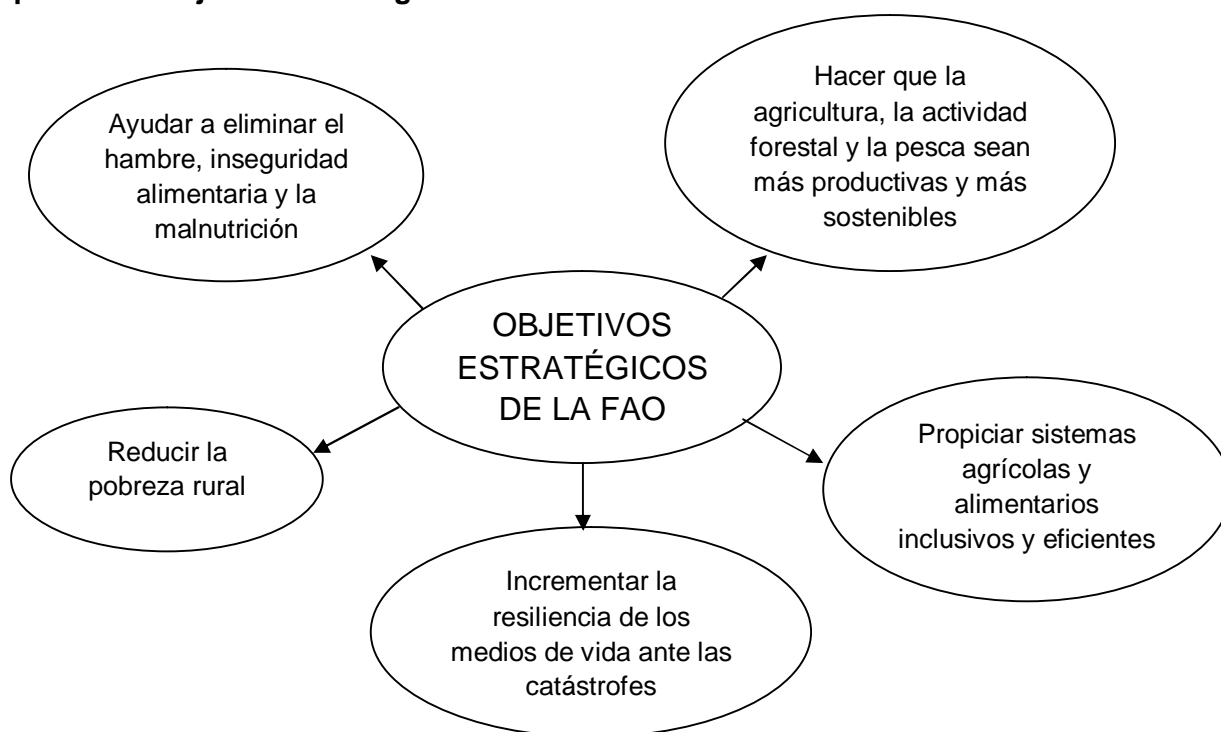 Ayudar a eliminar el
hambre, inseguridad
alimentaria y la
malnutrición
Hacer que la
agricultura, la actividad
forestal y la pesca sean
más productivas y más
sostenibles
OBJETIVOS
ESTRATÉGICOS
DE LA FAO
Reducir la
pobreza rural
Propiciar sistemas
agrícolas y
alimentarios
inclusivos y eficientes
Incrementar la
resiliencia de los
medios de vida ante las
catástrofes